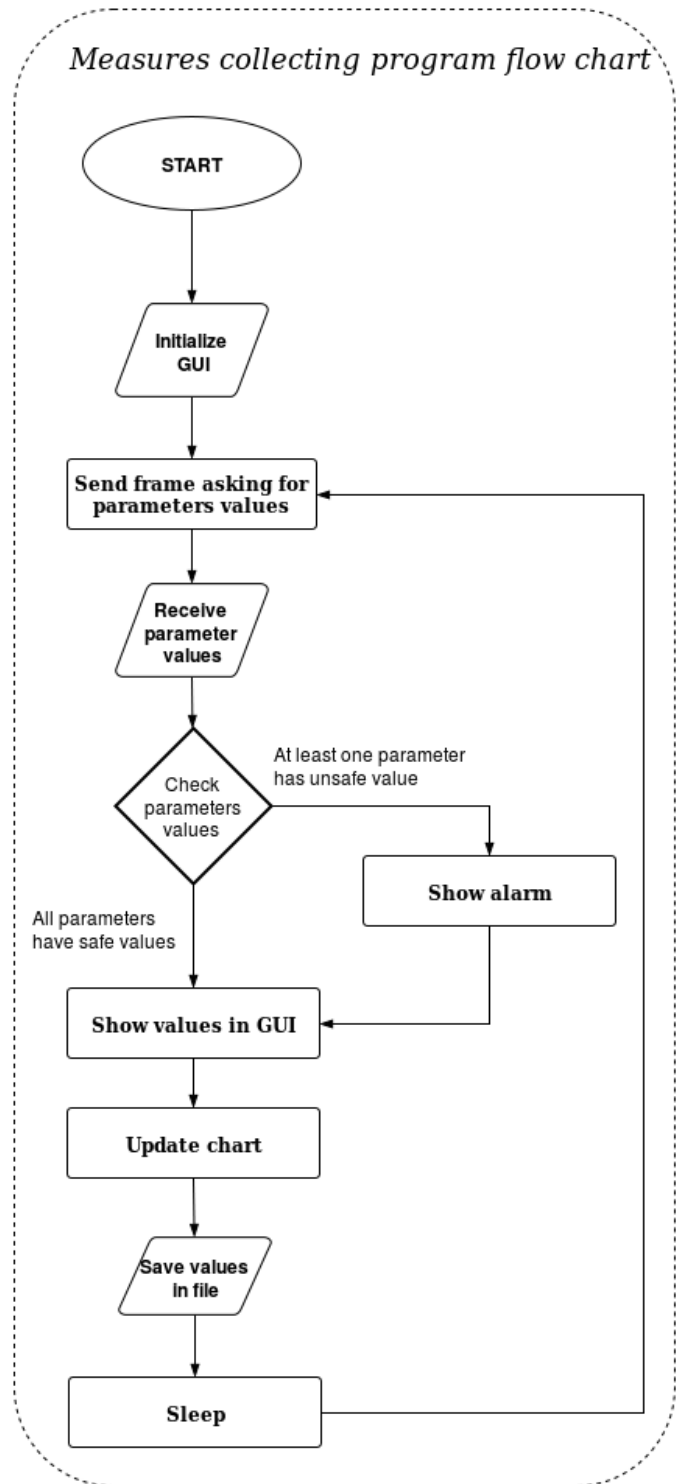 Measures collecting program flow chart
START
Initialize
GUI
Send frame asking for
parameters values
Receive
parameter
values
Check
parameters
values
At least one parameter
has unsafe value
Show alarm
All parameters
have safe values
Show values in GUI
Update chart
Save values
in file
Sleep